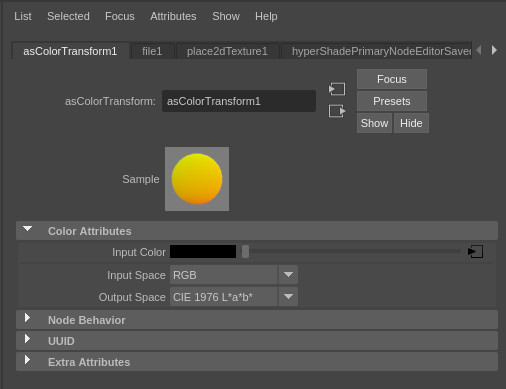 List Selected Focus Attributes Show Help
asColorTransform1 file1 place2dTexture1 hyperShadePrimaryNodeEditorSaved
Focus
asColorTransform: asColorTransform1 Presets
Show Hide
Sample
Color Attributes
Input Color
Input Space RGB
Output Space CIE 1976 L*a*b*
Node Behavior
UUID
Extra Attributes